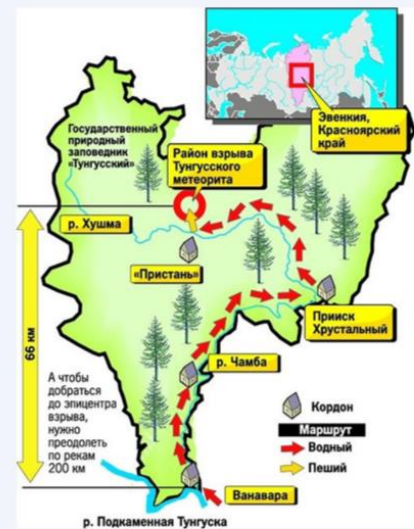 Эвенкия,
Красноярский
край
Государственный
природный
заповедник
«Тунгусский»
Район взрыва
Тунгусского
метеорита
р. Хушма
«Пристань»
Прииск
Хрустальный
66 км
р. Чамба
А чтобы
добраться
до эпицентра
взрыва,
нужно
преодолеть
по рекам
200 км
Кордон
Маршрут
Водный
Пеший
Ванавара
р. Подкаменная Тунгуска